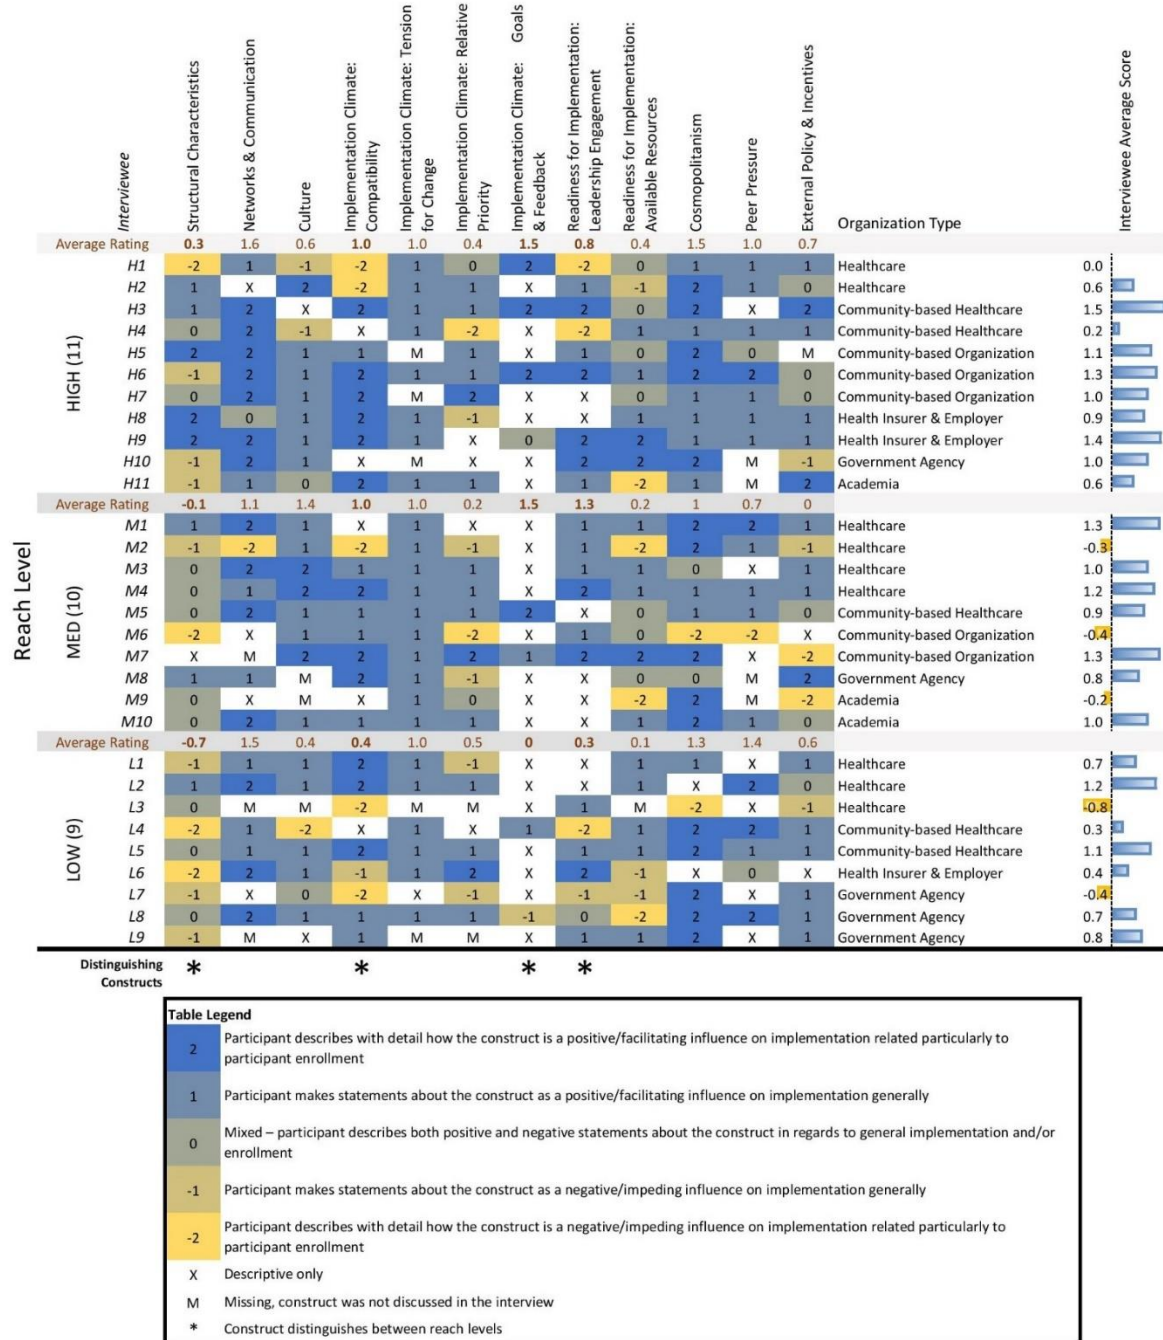 Interviewee
Structural Characteristics
Networks & Communication
Culture
Implementation Climate:
Compatibility
Implementation Climate: Tension
for Change
Implementation Climate: Relative
Priority
Implementation Climate: Goals
& Feedback
Readiness for Implementation:
Leadership Engagement
Readiness for Implementation:
Available Resources
Cosmopolitanism
Peer Pressure
External Policy & Incentives
Organization Type
Interviewee Average Score
Reach Level
Average Rating 0.3 1.6 0.6 1.0 1.0 0.4 1.5 0.8 0.4 1.5 1.0 0.7
HIGH (11)
H1 -2 1 -1 -2 1 0 2 -2 0 1 1 1 Healthcare 0.0
H2 1 X 2 -2 1 1 X 1 -1 2 1 0 Healthcare 0.6
H3 1 2 X 2 1 1 2 2 0 2 X 2 Community-based Healthcare 1.5
H4 0 2 -1 X 1 -2 X -2 1 1 1 1 Community-based Healthcare 0.2
H5 2 2 1 1 M 1 X 1 0 2 0 M Community-based Organization 1.1
H6 -1 2 1 2 1 1 2 2 1 2 2 0 Community-based Organization 1.3
H7 0 2 1 2 M 2 X X 0 1 1 0 Community-based Organization 1.0
H8 2 0 1 2 1 -1 X X 1 1 1 1 Health Insurer & Employer 0.9
H9 2 2 1 2 1 X 0 2 2 1 1 1 Health Insurer & Employer 1.4
H10 -1 2 1 X M X X 2 2 2 M -1 Government Agency 1.0
H11 -1 1 0 2 1 1 X 1 -2 1 M 2 Academia 0.6
Average Rating -0.1 1.1 1.4 1.0 1.0 0.2 1.5 1.3 0.2 1 0.7 0
MED (10)
M1 1 2 1 X 1 X X 1 1 2 2 1 Healthcare 1.3
M2 -1 -2 1 -2 1 -1 X 1 -2 2 1 -1 Healthcare -0.3
M3 0 2 2 1 1 1 X 1 1 0 X 1 Healthcare 1.0
M4 0 1 2 2 1 1 X 2 1 1 1 1 Healthcare 1.2
M5 0 2 1 1 1 1 2 X 0 1 1 0 Community-based Healthcare 0.9
M6 -2 X 1 1 1 -2 X 1 0 -2 -2 X Community-based Organization -0.4
M7 X M 2 2 1 2 1 2 2 2 X -2 Community-based Organization 1.3
M8 1 1 M 2 1 -1 X X 0 0 M 2 Government Agency 0.8
M9 0 X M X 1 0 X X -2 2 M -2 Academia -0.2
M10 0 2 1 1 1 1 X X 1 2 1 0 Academia 1.0
Average Rating -0.7 1.5 0.4 0.4 1.0 0.5 0 0.3 0.1 1.3 1.4 0.6
LOW (9)
L1 -1 1 1 2 1 -1 X X 1 1 X 1 Healthcare 0.7
L2 1 2 1 2 1 1 X X 1 X 2 0 Healthcare 1.2
L3 0 M M -2 M M X 1 M -2 X -1 Healthcare -0.8
L4 -2 1 -2 X 1 X 1 -2 1 2 2 1 Community-based Healthcare 0.3
L5 0 1 1 2 1 1 X 1 1 2 1 1 Community-based Healthcare 1.1
L6 -2 2 1 -1 1 2 X 2 -1 X 0 X Health Insurer & Employer 0.4
L7 -1 X 0 -2 X -1 X -1 -1 2 X 1 Government Agency -0.4
L8 0 2 1 1 1 1 -1 0 -2 2 2 1 Government Agency 0.7
L9 -1 M X 1 M M X 1 1 2 X 1 Government Agency 0.8
Distinguishing
Constructs * * * *
Table Legend
2 Participant describes with detail how the construct is a positive/facilitating influence on implementation related particularly to
participant enrollment
1 Participant makes statements about the construct as a positive/facilitating influence on implementation generally
0 Mixed – participant describes both positive and negative statements about the construct in regards to general implementation and/or
enrollment
-1 Participant makes statements about the construct as a negative/impeding influence on implementation generally
-2 Participant describes with detail how the construct is a negative/impeding influence on implementation related particularly to
participant enrollment
X Descriptive only
M Missing, construct was not discussed in the interview
* Construct distinguishes between reach levels